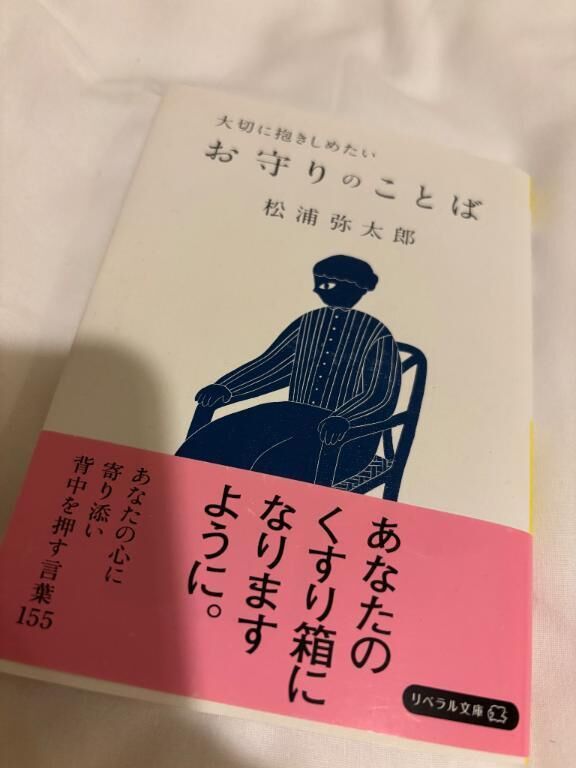 大切に抱きしめたい
お守りのことば
松浦弥太郎
あなたの
くすり箱に
なります
ように。
あなたの心に
寄り添い
背中を押す言葉
155
リベラル文庫